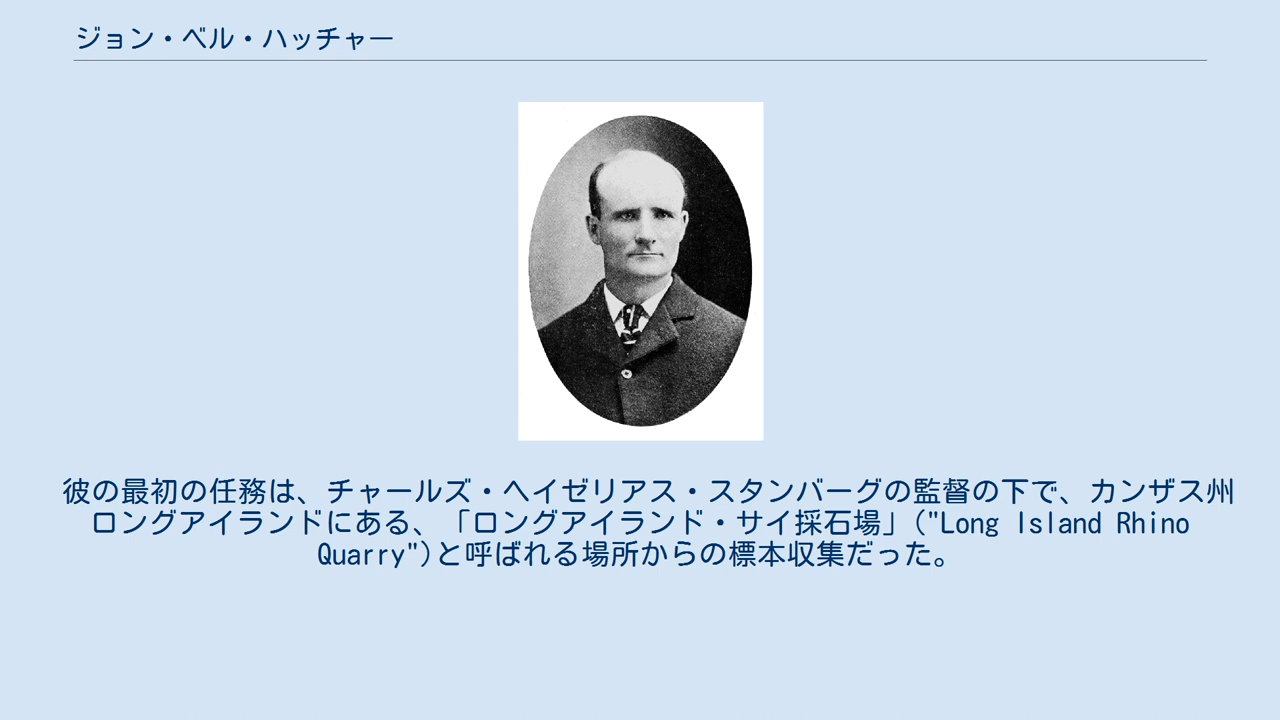 ジョン・ベル・ハッチャー
彼の最初の任務は、チャールズ・ヘイゼリアス・スタンバーグの監督の下で、カンザス州
ロングアイランドにある、「ロングアイランド・サイ採石場」("Long Island Rhino
Quarry")と呼ばれる場所からの標本収集だった。